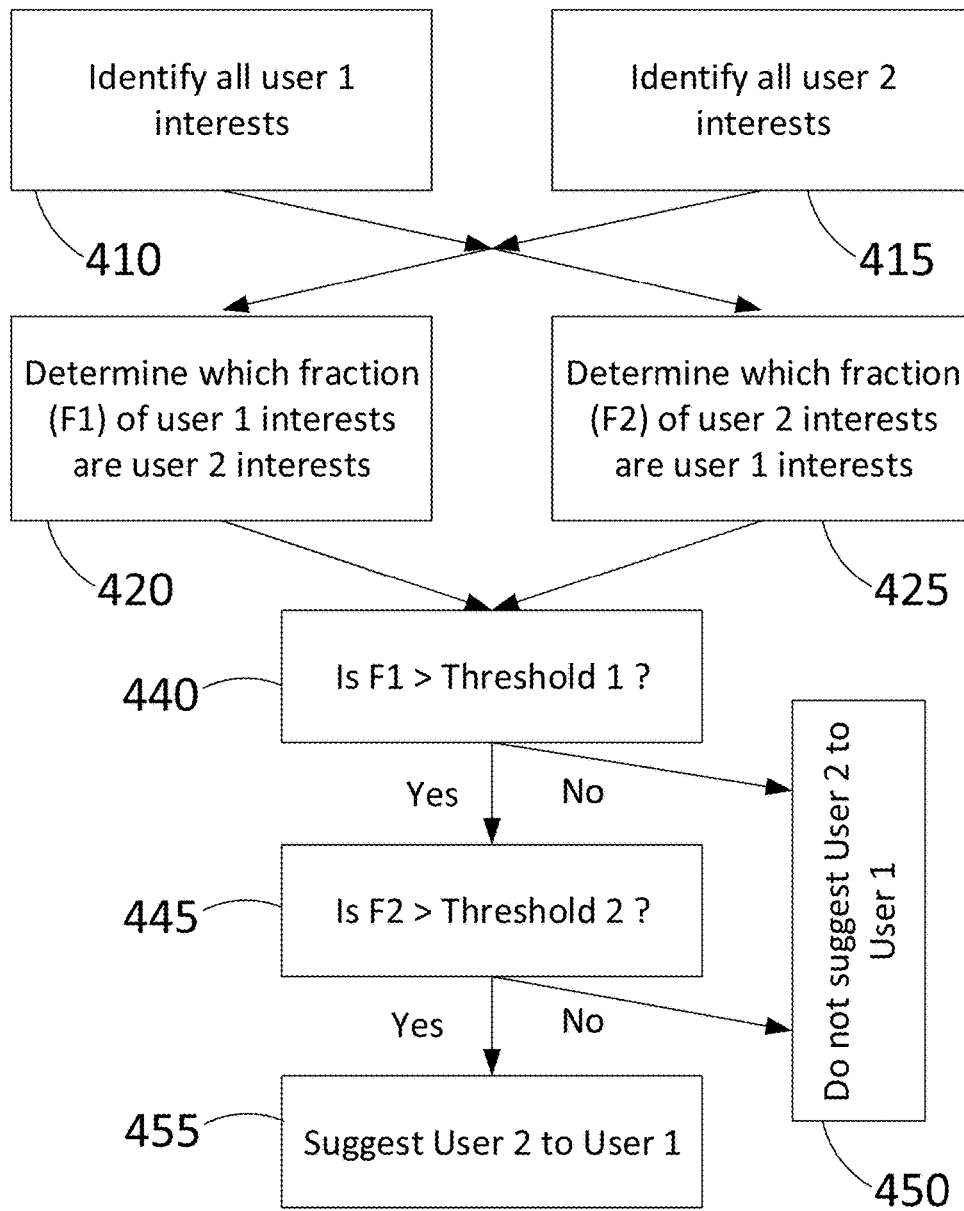 Identify all user 1
interests
Identify all user 2
interests
410
415
Determine which fraction
(F1) of user 1 interests
are user 2 interests
Determine which fraction
(F2) of user 2 interests
are user 1 interests
420
425
Is F1 > Threshold 1 ?
440
Yes
No
Is F2 > Threshold 2 ?
445
Yes
No
Do not suggest User 2 to
User 1
450
Suggest User 2 to User 1
455